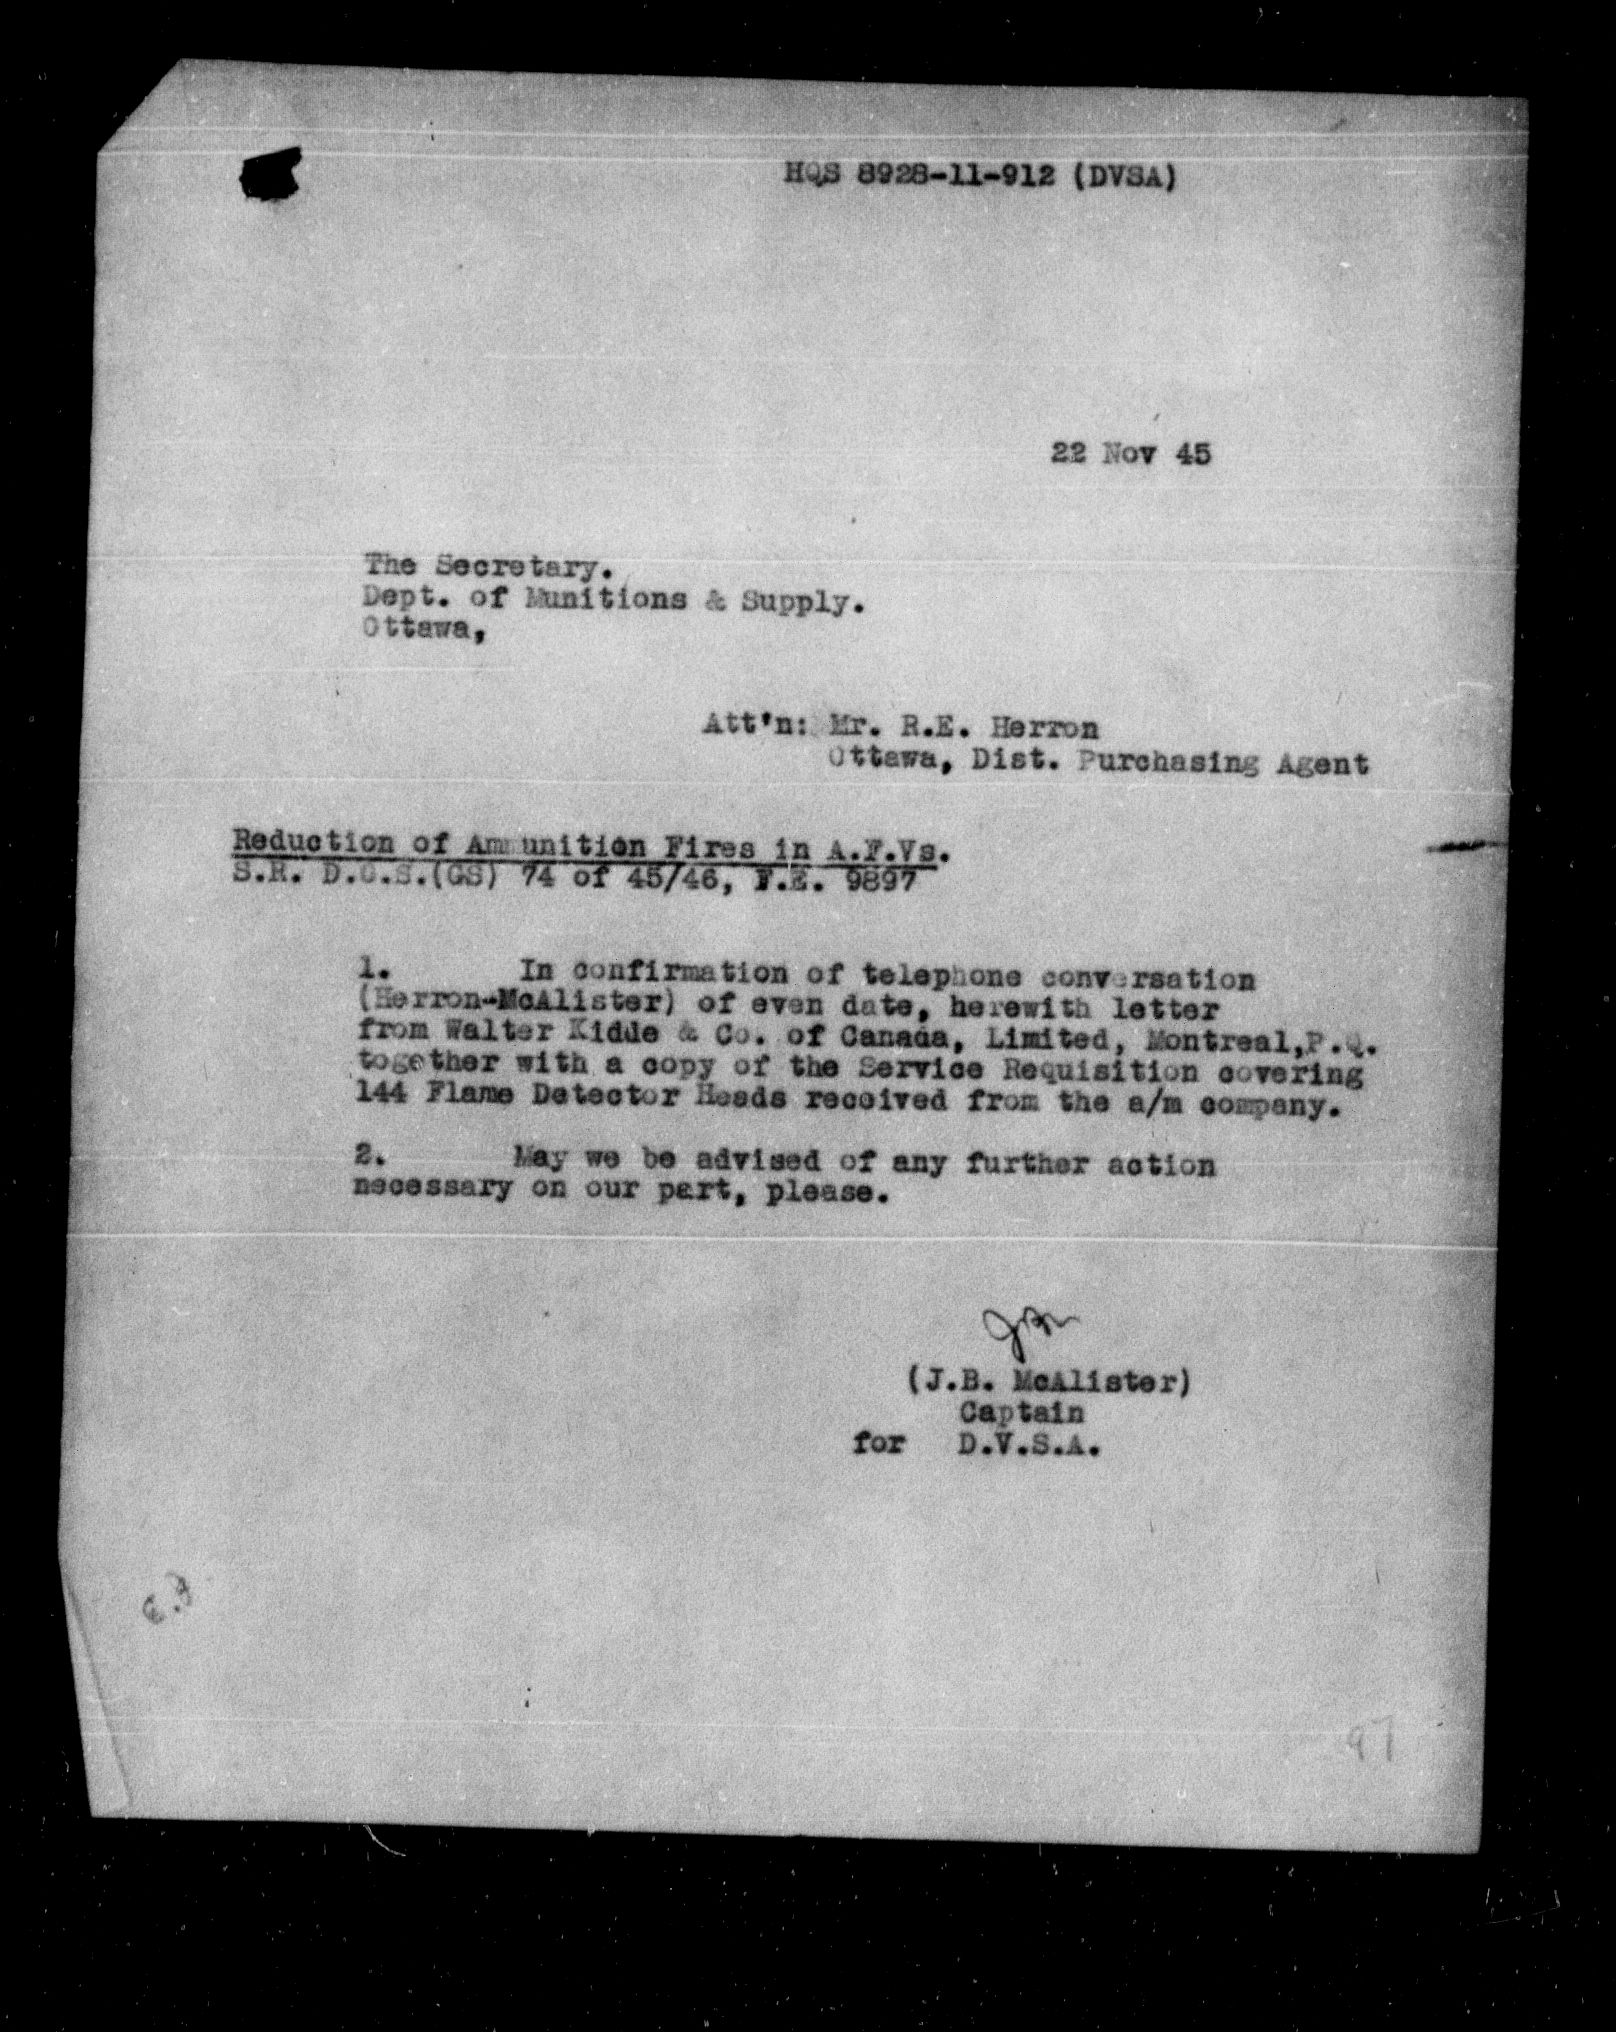 HQS 8928-11-912 (DVSA)
22 Nov 45
The Secretary.
Dept. of Munitions & Supply.
Ottawa,
Att'n: Mr. R.E. Herron
Ottawa, Dist. Purchasing Agent
Reduction of Ammunition Fires in A.F.Vs.
S.R. D.O.S.(GS) 74 of 45/46, F.E. 9897
1. In confirmation of telephone conversation
(Herron-McAlister) of even date, herewith letter
from Walter Kidde & Co. of Canada, Limited, Montreal,P.Q.
together with a copy of the Service Requisition covering
144 Flame Detector Heads received from the a/m company.
2. May we be advised of any further action
necessary on our part, please.
(J.B. McAlister)
Captain
for D.V.S.A.
97